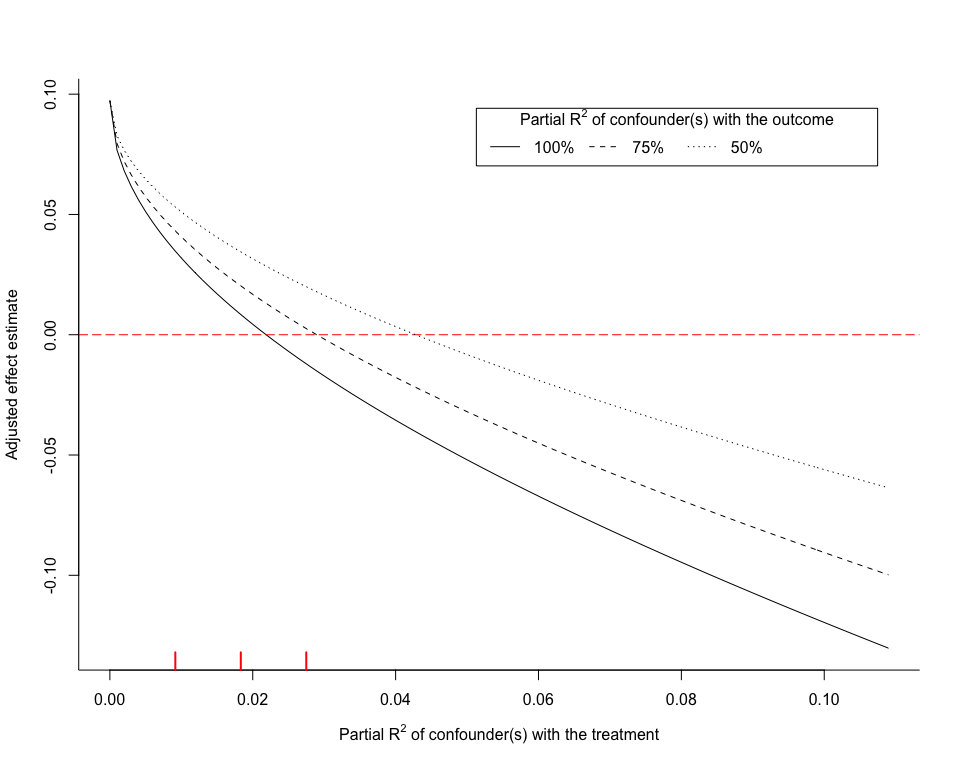 Partial R² of confounder(s) with the outcome
100% 75% 50%
Adjusted effect estimate
0.10
0.05
0.00
-0.05
-0.10
0.00 0.02 0.04 0.06 0.08 0.10
Partial R² of confounder(s) with the treatment